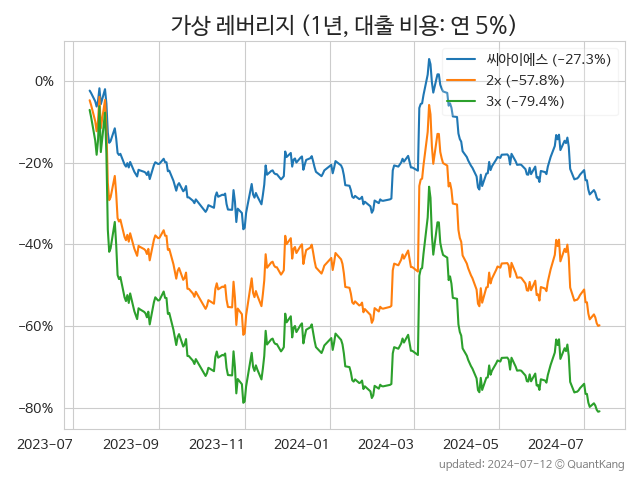 가상 레버리지 (1년, 대출 비용: 연 5%)
씨아이에스 (−27.3%)
2x (−57.8%)
3x (−79.4%)
0%
−20%
−40%
−60%
−80%
2023-07
2023-09
2023-11
2024-01
2024-03
2024-05
2024-07
updated: 2024-07-12 © QuantKang